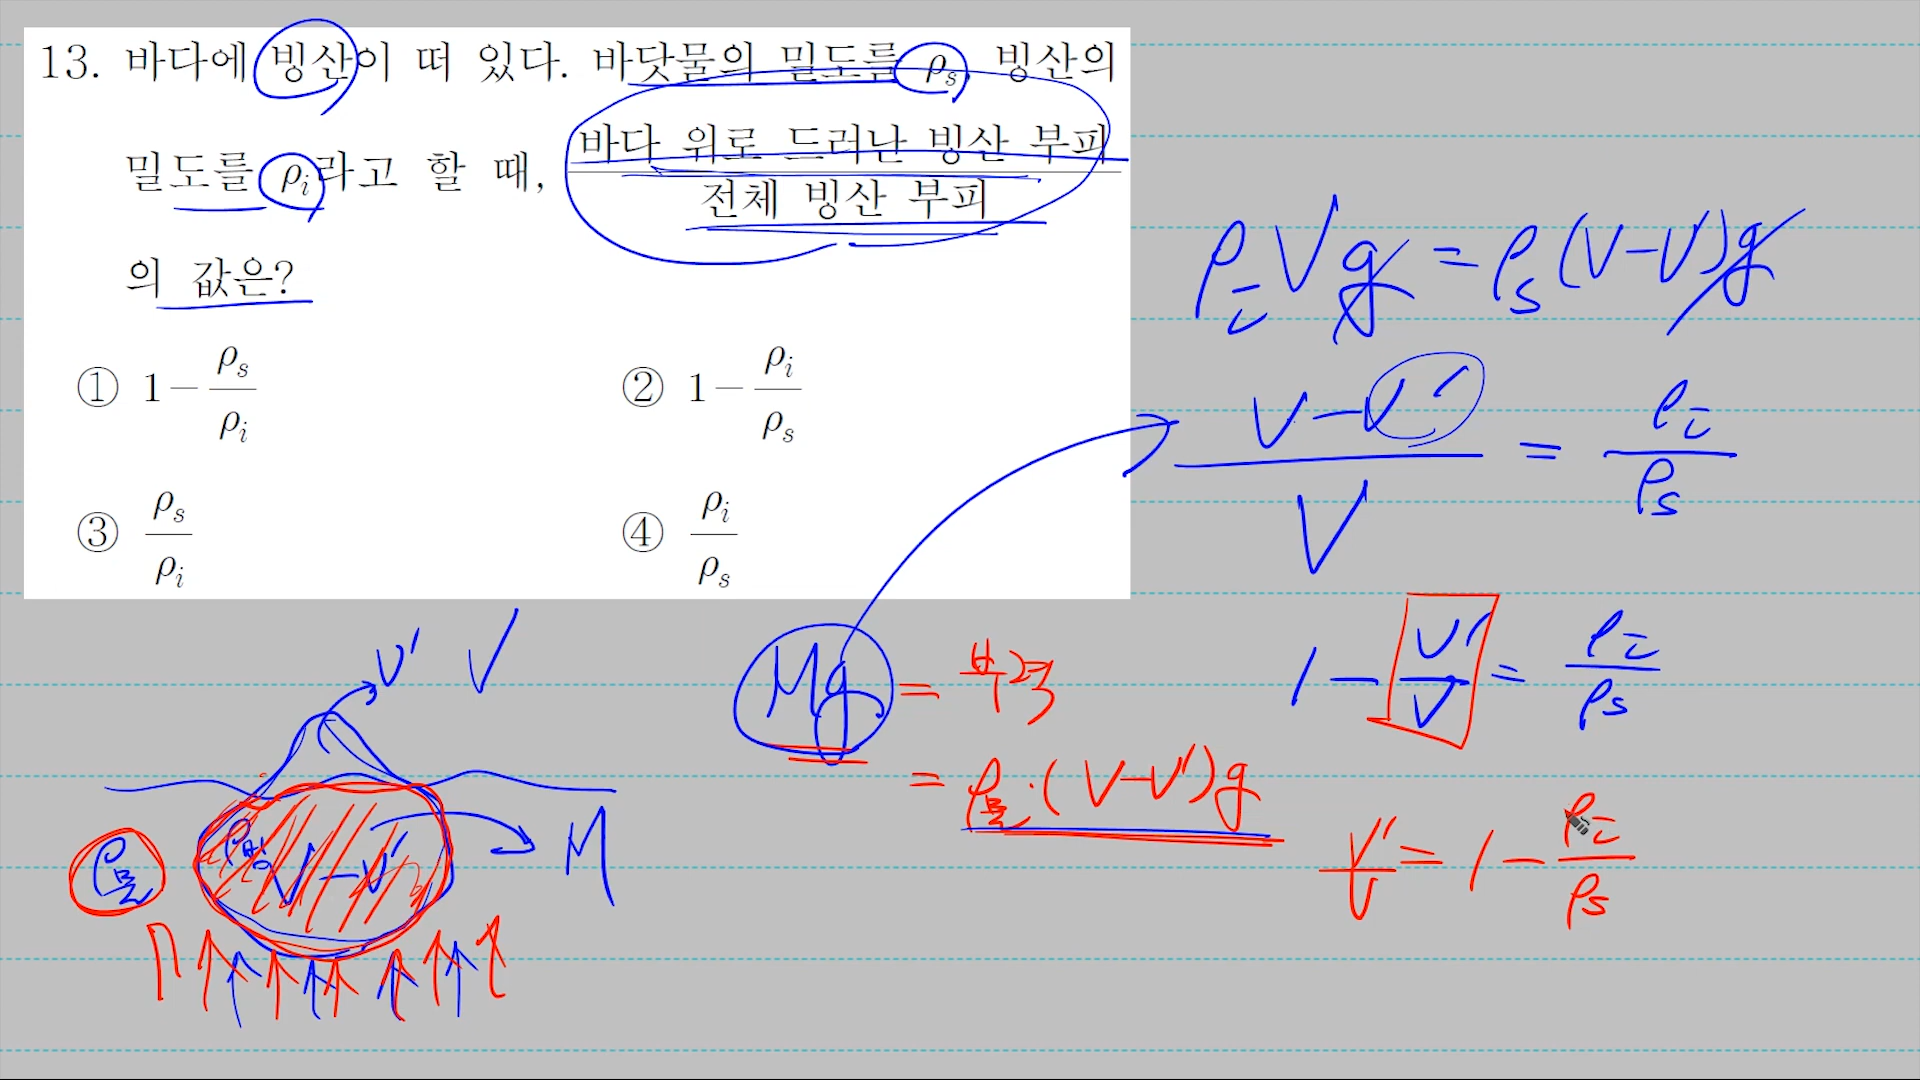 13. 바다에 빙산이 떠 있다. 바닷물의 밀도를 ρₛ, 빙산의
밀도를 ρᵢ라고 할 때, 바다 위로 드러난 빙산 부피 / 전체 빙산 부피
의 값은?
① 1 − ρₛ/ρᵢ ② 1 − ρᵢ/ρₛ
③ ρₛ/ρᵢ ④ ρᵢ/ρₛ
ρᵢVg = ρₛ(V−V')g
(V−V')/V = ρᵢ/ρₛ
1 − V'/V = ρᵢ/ρₛ
V'/V = 1 − ρᵢ/ρₛ
V' V
Mg = 부력
= ρ물·(V−V')g
ρ물 ρ빙 V−V' M